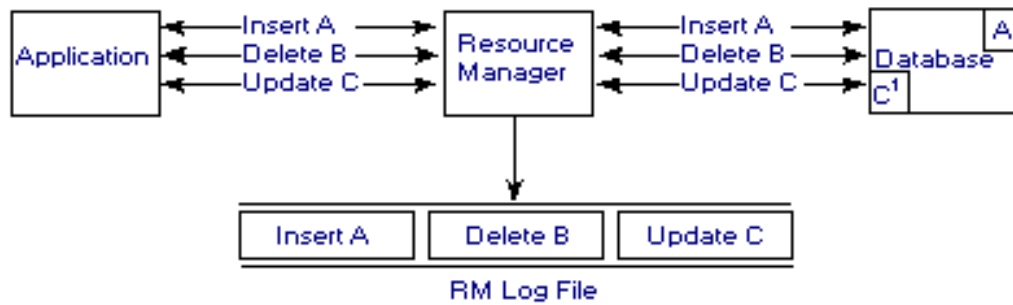 Insert A
Insert A
A
Application
Delete B
Resource Manager
Delete B
Database
Update C
Update C
C¹
Insert A
Delete B
Update C
RM Log File